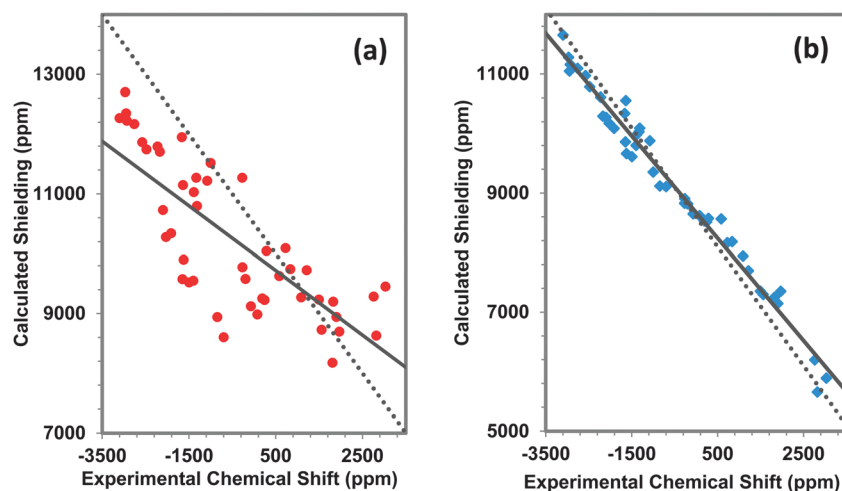 (a)
13000
11000
9000
7000
Calculated Shielding (ppm)
-3500
-1500
500
2500
Experimental Chemical Shift (ppm)
(b)
11000
9000
7000
5000
Calculated Shielding (ppm)
-3500
-1500
500
2500
Experimental Chemical Shift (ppm)